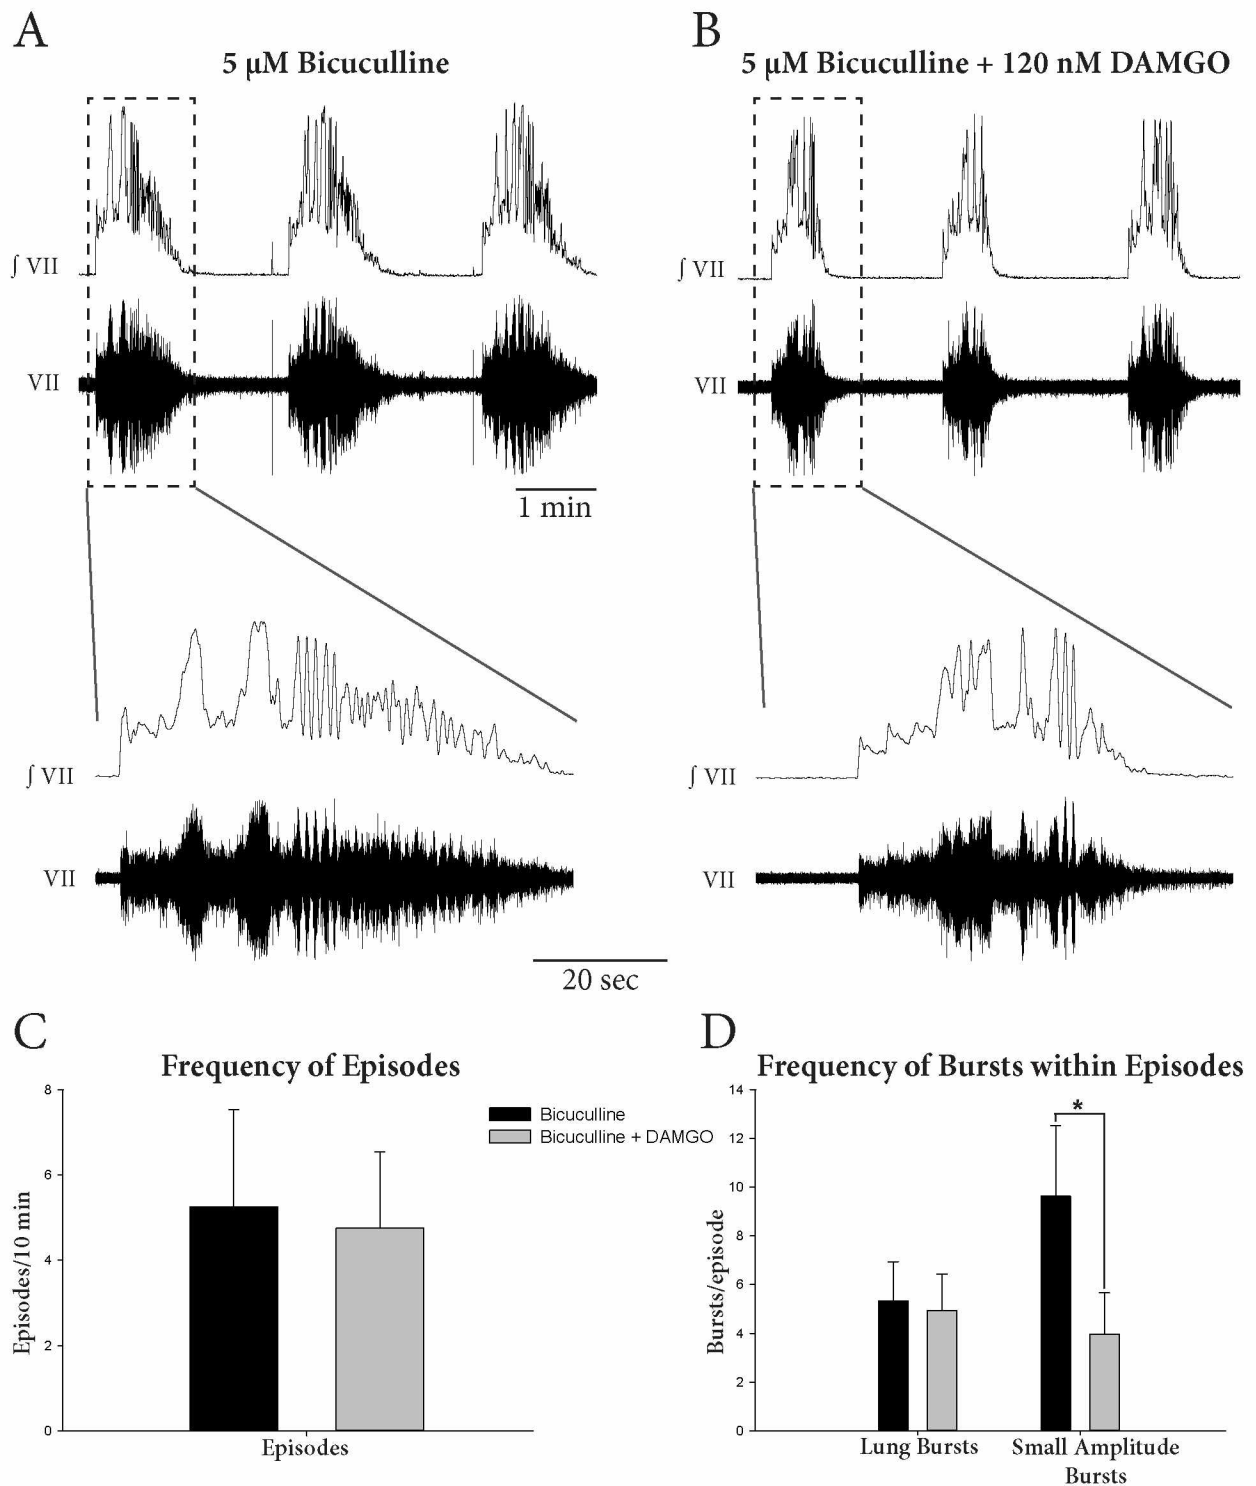 A
5 µM Bicuculline
∫ VII
VII
1 min
∫ VII
VII
20 sec
B
5 µM Bicuculline + 120 nM DAMGO
∫ VII
VII
∫ VII
VII
C
Frequency of Episodes
8
6
4
2
0
Episodes/10 min
Episodes
Bicuculline
Bicuculline + DAMGO
D
Frequency of Bursts within Episodes
14
12
10
8
6
4
2
0
Bursts/episode
*
Lung Bursts
Small Amplitude
Bursts